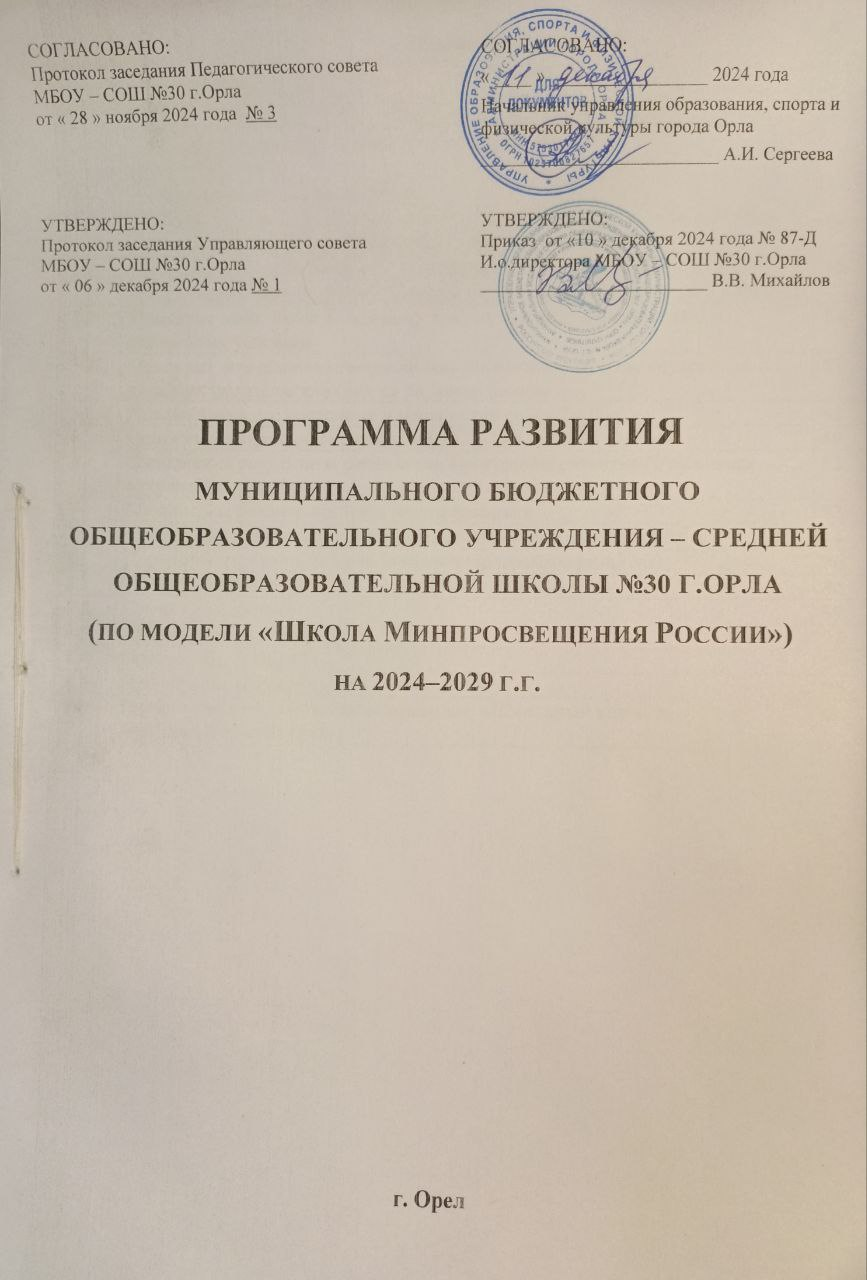 СОГЛАСОВАНО:
Протокол заседания Педагогического совета
МБОУ – СОШ №30 г.Орла
от « 28 » ноября 2024 года № 3
СОГЛАСОВАНО:
« 11 » декабря 2024 года
Начальник управления образования, спорта и
физической культуры города Орла
А.И. Сергеева
ДЛЯ
ДОКУМЕНТОВ
УТВЕРЖДЕНО:
Протокол заседания Управляющего совета
МБОУ – СОШ №30 г.Орла
от « 06 » декабря 2024 года № 1
УТВЕРЖДЕНО:
Приказ от «10 » декабря 2024 года № 87-Д
И.о.директора МБОУ – СОШ №30 г.Орла
В.В. Михайлов
ПРОГРАММА РАЗВИТИЯ
МУНИЦИПАЛЬНОГО БЮДЖЕТНОГО
ОБЩЕОБРАЗОВАТЕЛЬНОГО УЧРЕЖДЕНИЯ – СРЕДНЕЙ
ОБЩЕОБРАЗОВАТЕЛЬНОЙ ШКОЛЫ №30 Г.ОРЛА
(ПО МОДЕЛИ «ШКОЛА МИНПРОСВЕЩЕНИЯ РОССИИ»)
НА 2024–2029 Г.Г.
г. Орел